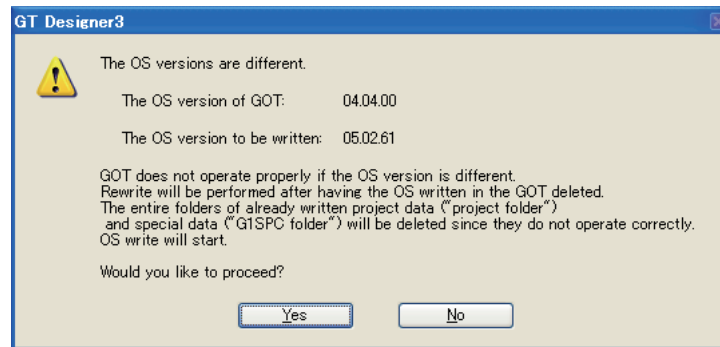 GT Designer3
The OS versions are different.
The OS version of GOT: 04.04.00
The OS version to be written: 05.02.61
GOT does not operate properly if the OS version is different.
Rewrite will be performed after having the OS written in the GOT deleted.
The entire folders of already written project data ("project folder")
and special data ("G1SPC folder") will be deleted since they do not operate correctly.
OS write will start.
Would you like to proceed?
Yes No